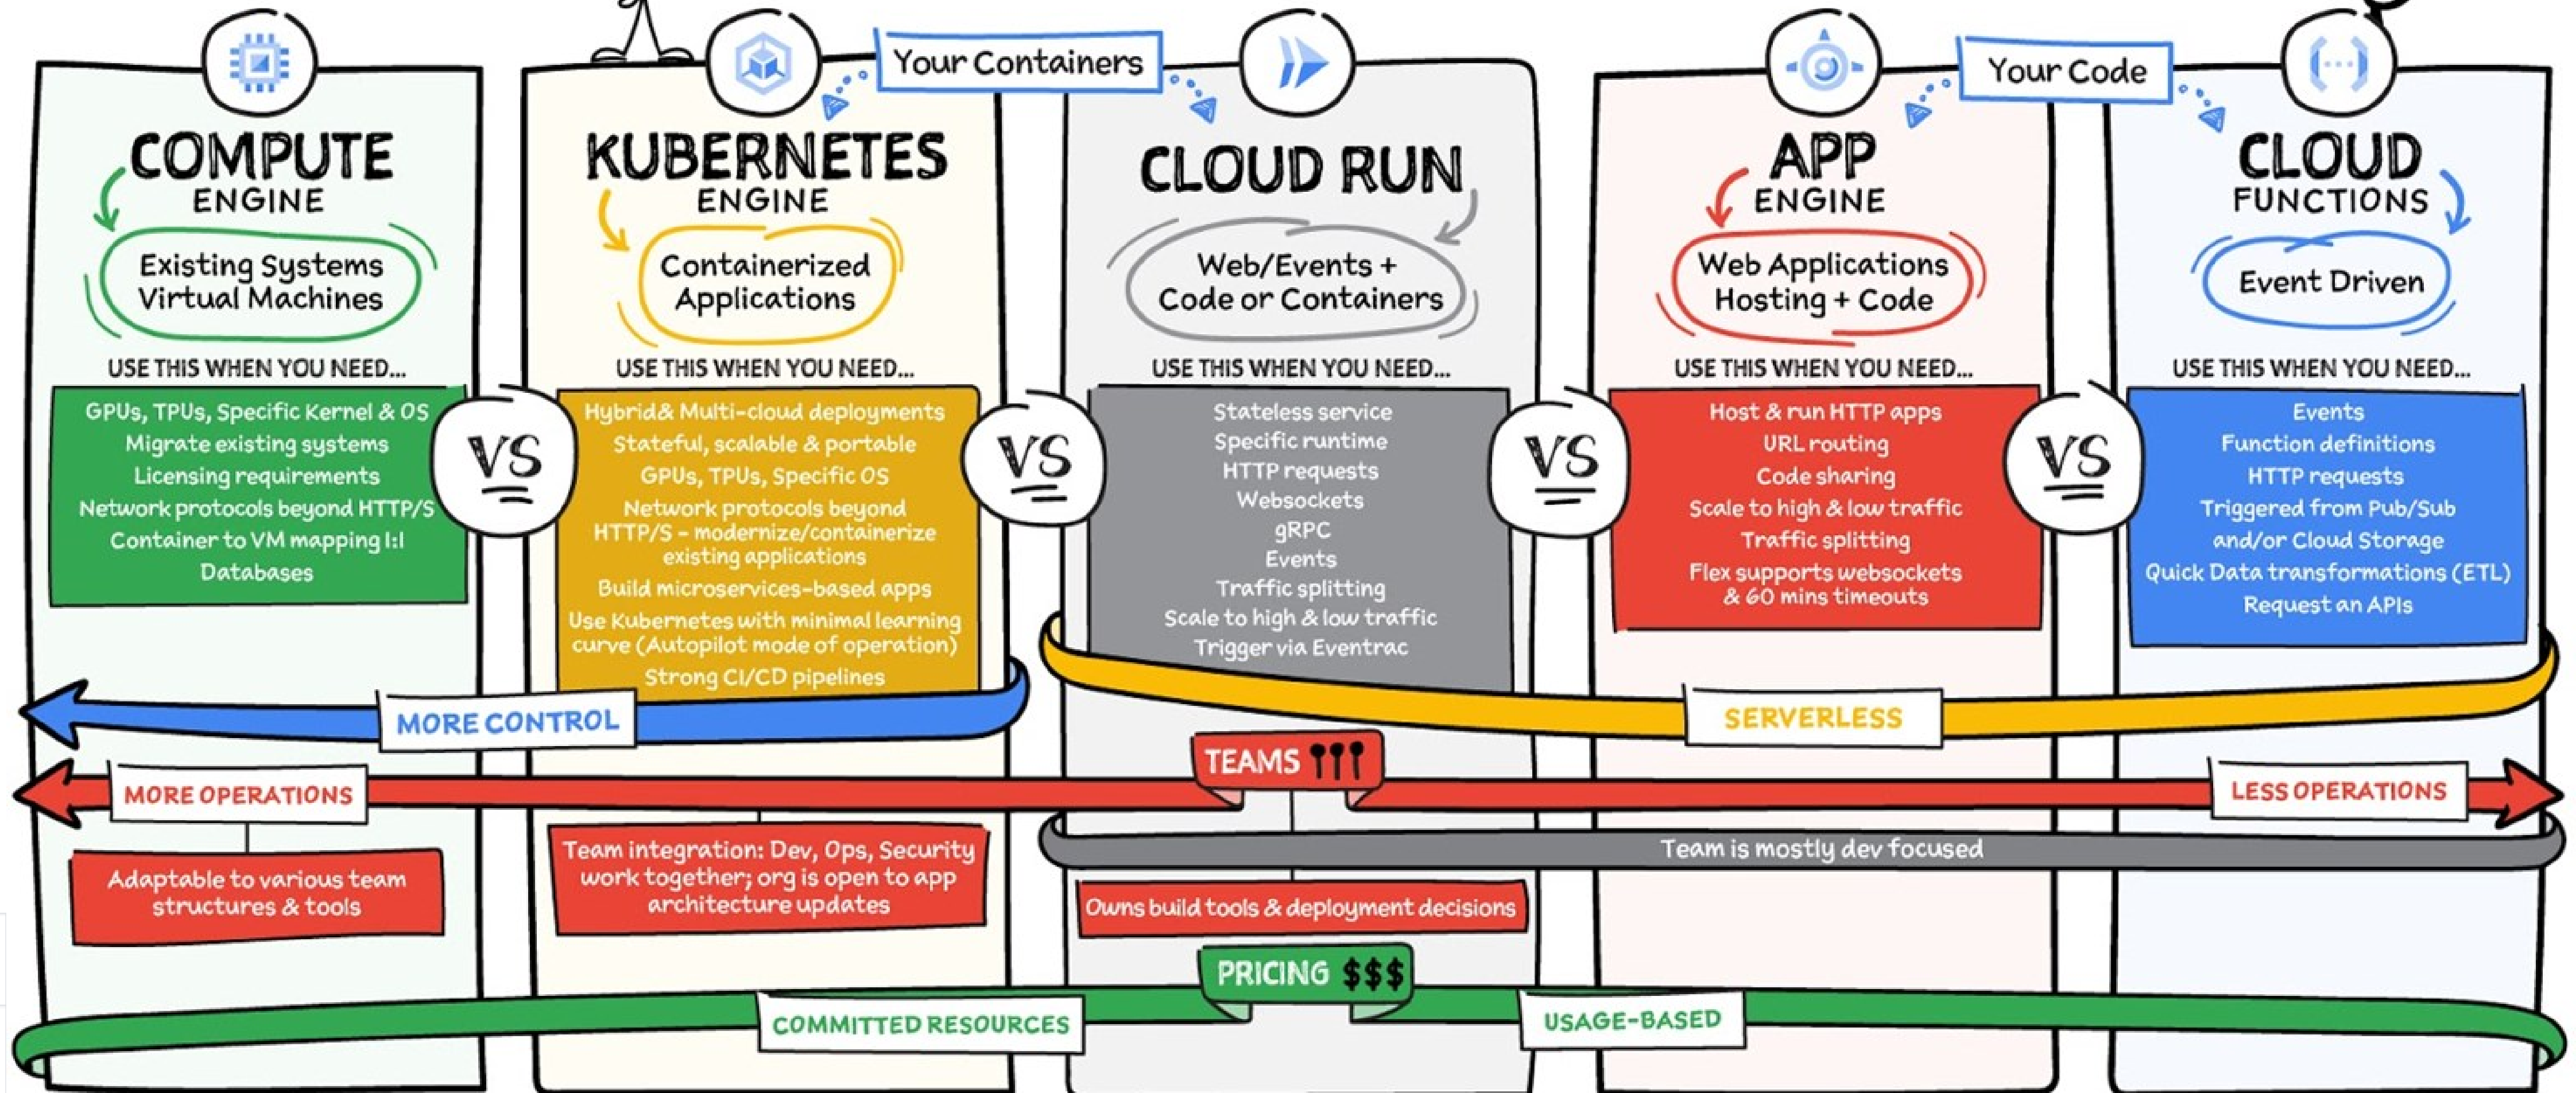 Your Containers
Your Code
COMPUTE
ENGINE
Existing Systems
Virtual Machines
USE THIS WHEN YOU NEED...
GPUs, TPUs, Specific Kernel & OS
Migrate existing systems
Licensing requirements
Network protocols beyond HTTP/S
Container to VM mapping 1:1
Databases
VS
KUBERNETES
ENGINE
Containerized
Applications
USE THIS WHEN YOU NEED...
Hybrid& Multi-cloud deployments
Stateful, scalable & portable
GPUs, TPUs, Specific OS
Network protocols beyond
HTTP/S - modernize/containerize
existing applications
Build microservices-based apps
Use Kubernetes with minimal learning
curve (Autopilot mode of operation)
Strong CI/CD pipelines
VS
CLOUD RUN
Web/Events +
Code or Containers
USE THIS WHEN YOU NEED...
Stateless service
Specific runtime
HTTP requests
Websockets
gRPC
Events
Traffic splitting
Scale to high & low traffic
Trigger via Eventrac
VS
APP
ENGINE
Web Applications
Hosting + Code
USE THIS WHEN YOU NEED...
Host & run HTTP apps
URL routing
Code sharing
Scale to high & low traffic
Traffic splitting
Flex supports websockets
& 60 mins timeouts
VS
CLOUD
FUNCTIONS
Event Driven
USE THIS WHEN YOU NEED...
Events
Function definitions
HTTP requests
Triggered from Pub/Sub
and/or Cloud Storage
Quick Data transformations (ETL)
Request an APIs
MORE CONTROL
SERVERLESS
TEAMS
MORE OPERATIONS
LESS OPERATIONS
Team is mostly dev focused
Adaptable to various team
structures & tools
Team integration: Dev, Ops, Security
work together; org is open to app
architecture updates
Owns build tools & deployment decisions
PRICING $$$
COMMITTED RESOURCES
USAGE-BASED